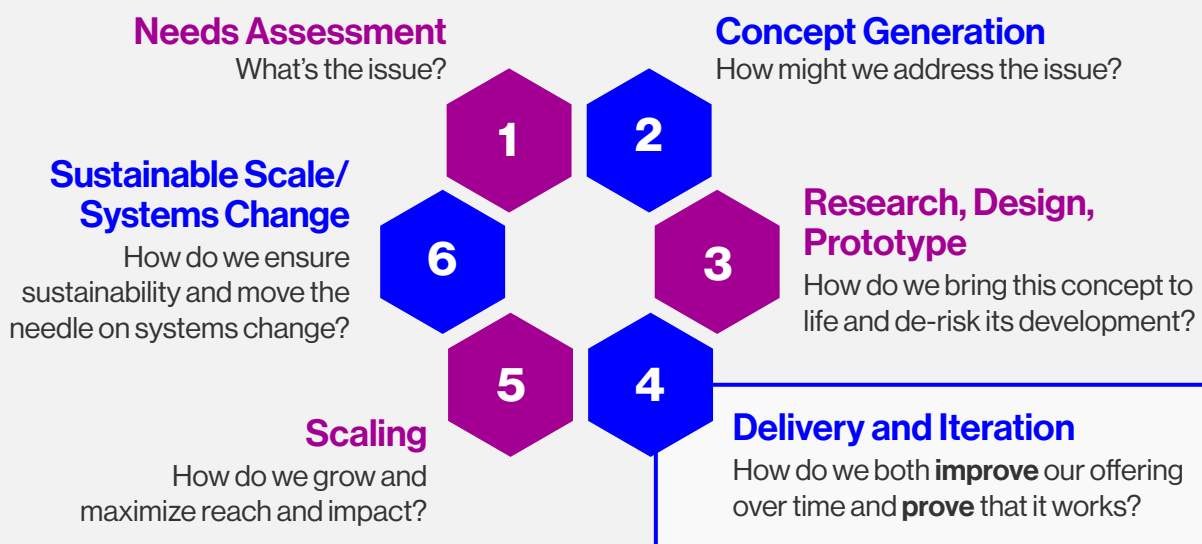 Needs Assessment
What's the issue?
1
Concept Generation
How might we address the issue?
2
Research, Design,
Prototype
How do we bring this concept to
life and de-risk its development?
3
Delivery and Iteration
How do we both improve our offering
over time and prove that it works?
4
Scaling
How do we grow and
maximize reach and impact?
5
Sustainable Scale/
Systems Change
How do we ensure
sustainability and move the
needle on systems change?
6